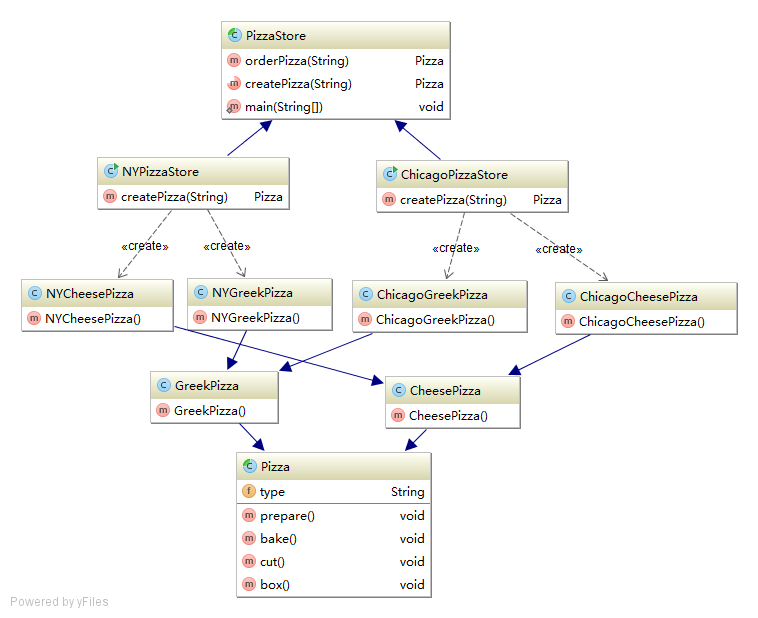 PizzaStore
m orderPizza(String) Pizza
m createPizza(String) Pizza
m main(String[]) void
C NYPizzaStore
m createPizza(String) Pizza
C ChicagoPizzaStore
m createPizza(String) Pizza
«create»
«create»
«create»
«create»
C NYCheesePizza
m NYCheesePizza()
C NYGreekPizza
m NYGreekPizza()
C ChicagoGreekPizza
m ChicagoGreekPizza()
C ChicagoCheesePizza
m ChicagoCheesePizza()
C GreekPizza
m GreekPizza()
C CheesePizza
m CheesePizza()
C Pizza
f type String
m prepare() void
m bake() void
m cut() void
m box() void
Powered by yFiles